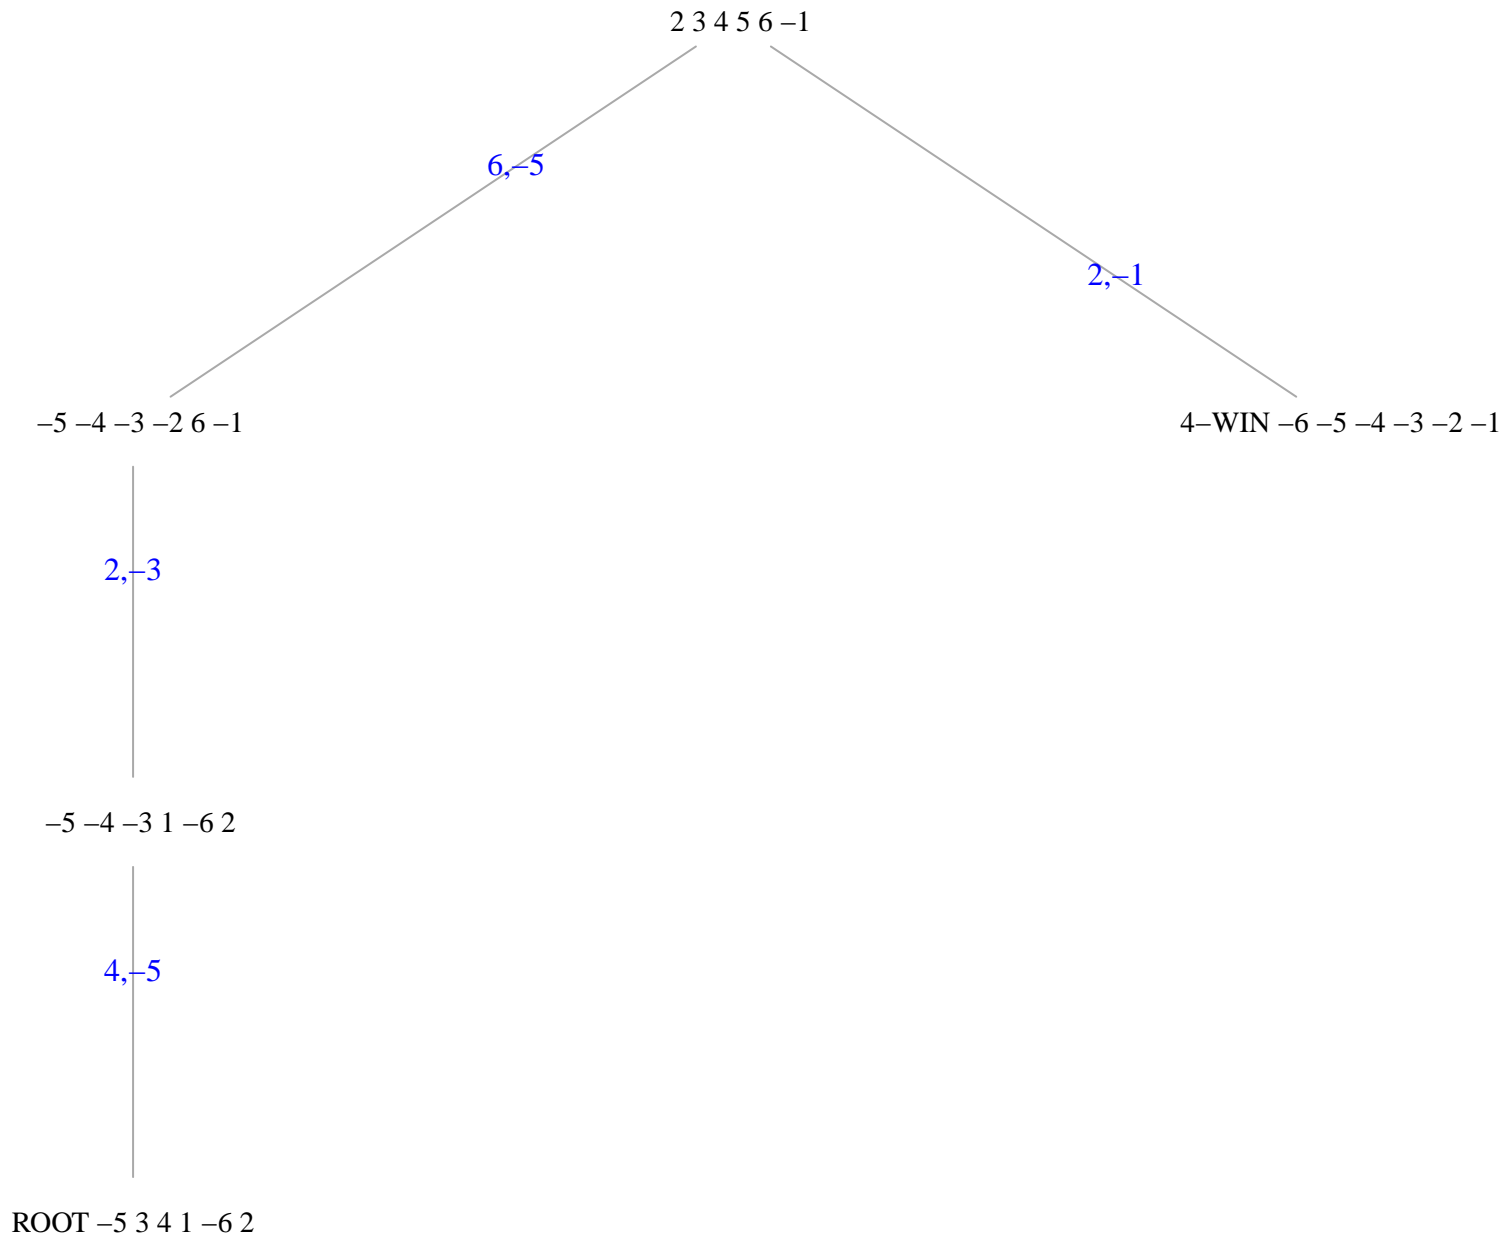 2 3 4 5 6 –1
6,–5
2,–1
–5 –4 –3 –2 6 –1
4–WIN –6 –5 –4 –3 –2 –1
2,–3
–5 –4 –3 1 –6 2
4,–5
ROOT –5 3 4 1 –6 2